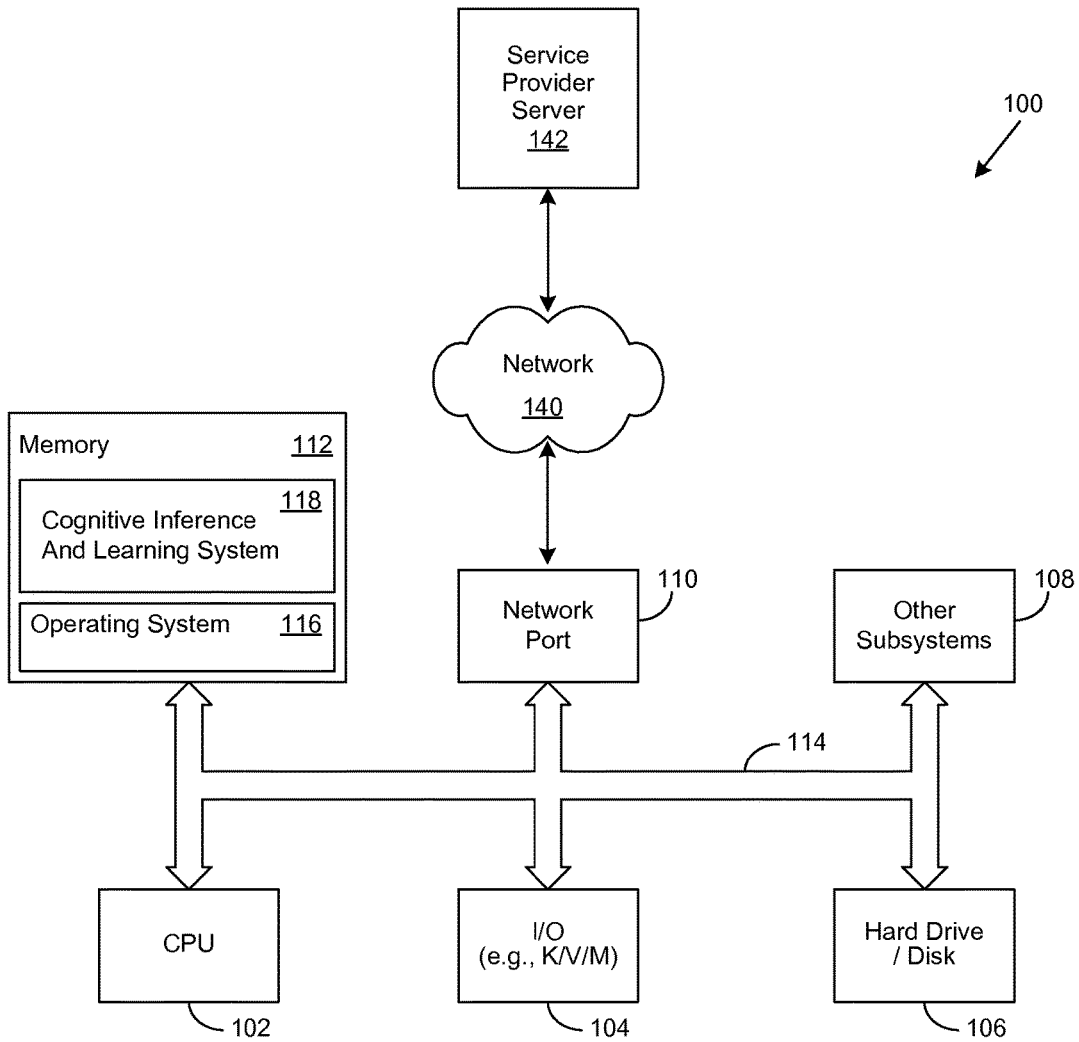 Service
Provider
Server
142
100
Network
140
Memory 112
118
Cognitive Inference
And Learning System
Operating System 116
Network
Port
110
Other
Subsystems
108
114
CPU
102
I/O
(e.g., K/V/M)
104
Hard Drive
/ Disk
106